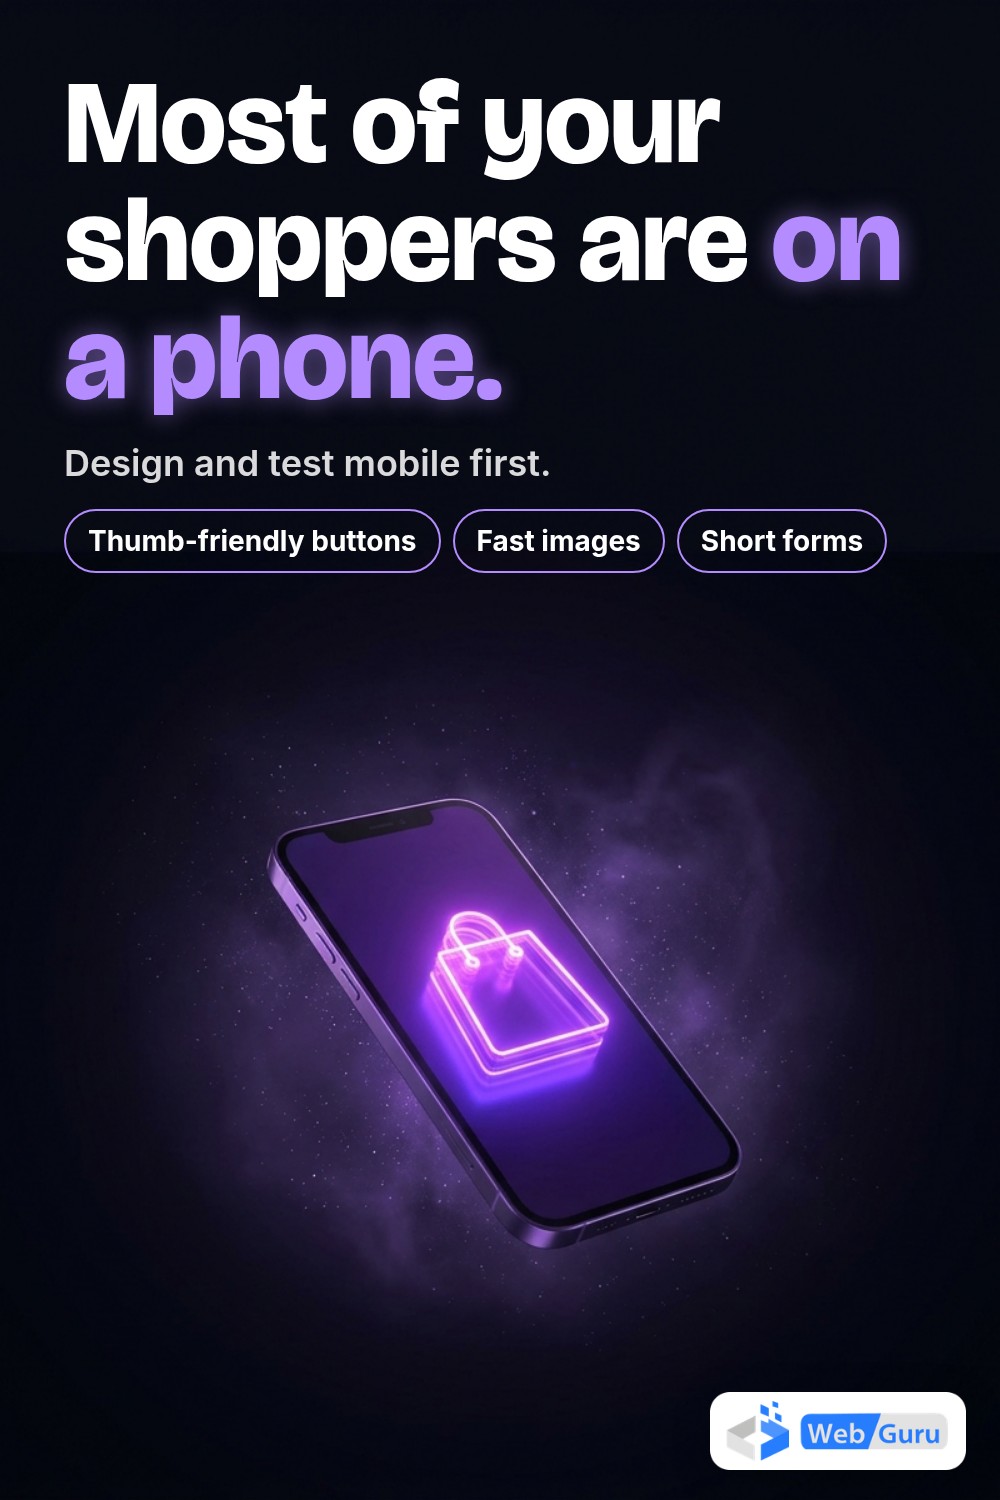 Most of your
shoppers are on
a phone.
Design and test mobile first.
Thumb-friendly buttons
Fast images
Short forms
Web Guru